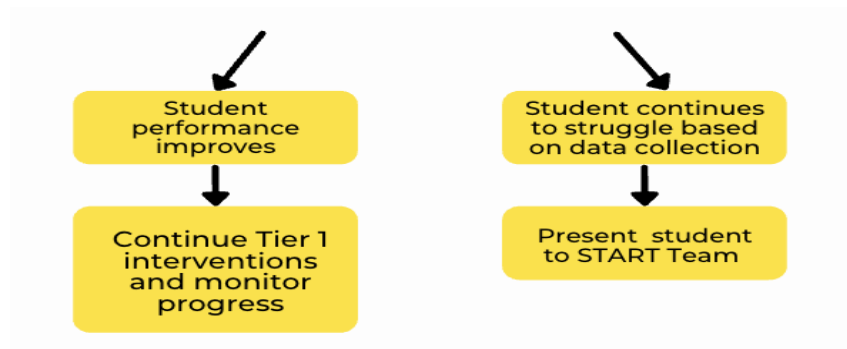 Student
performance
improves
Student continues
to struggle based
on data collection
Continue Tier 1
interventions
and monitor
progress
Present student
to START Team